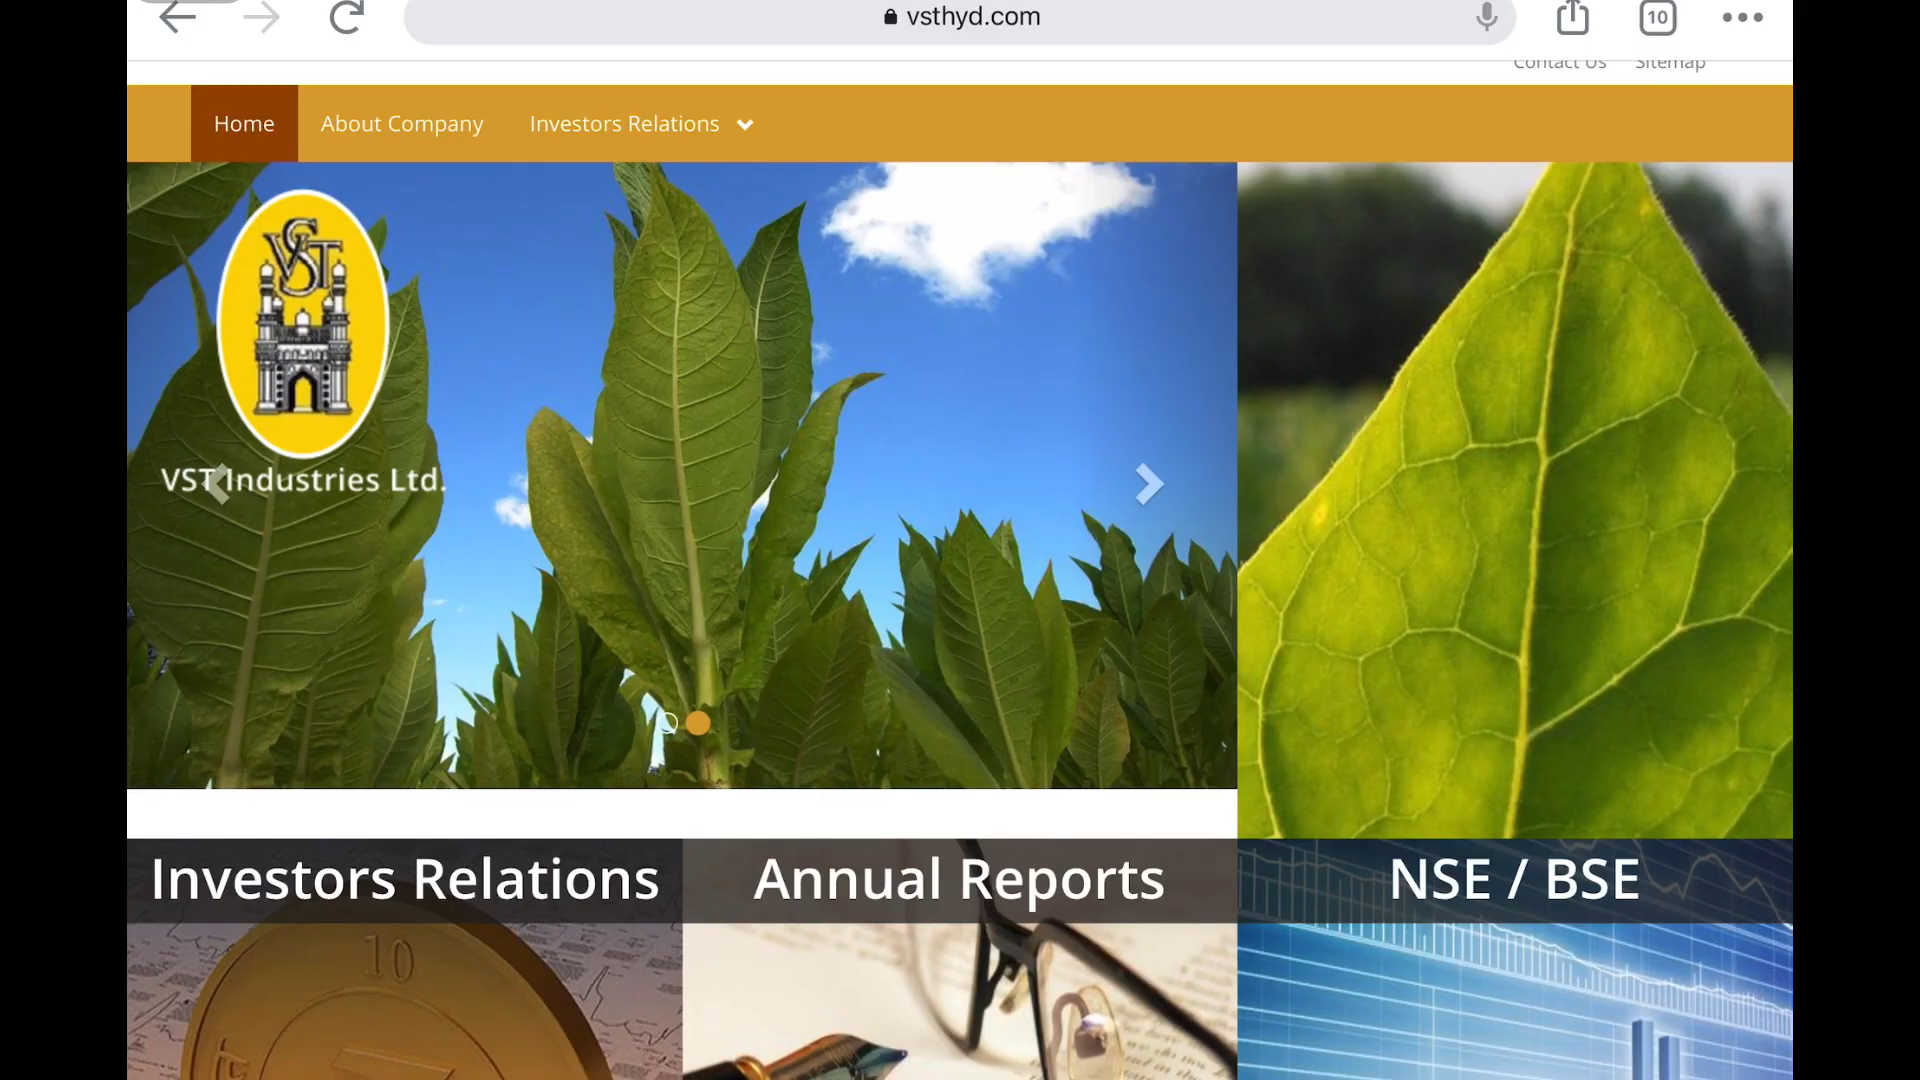 vsthyd.com
10
Contact Us Sitemap
Home About Company Investors Relations
VST
VST Industries Ltd.
Investors Relations
Annual Reports
NSE / BSE
10